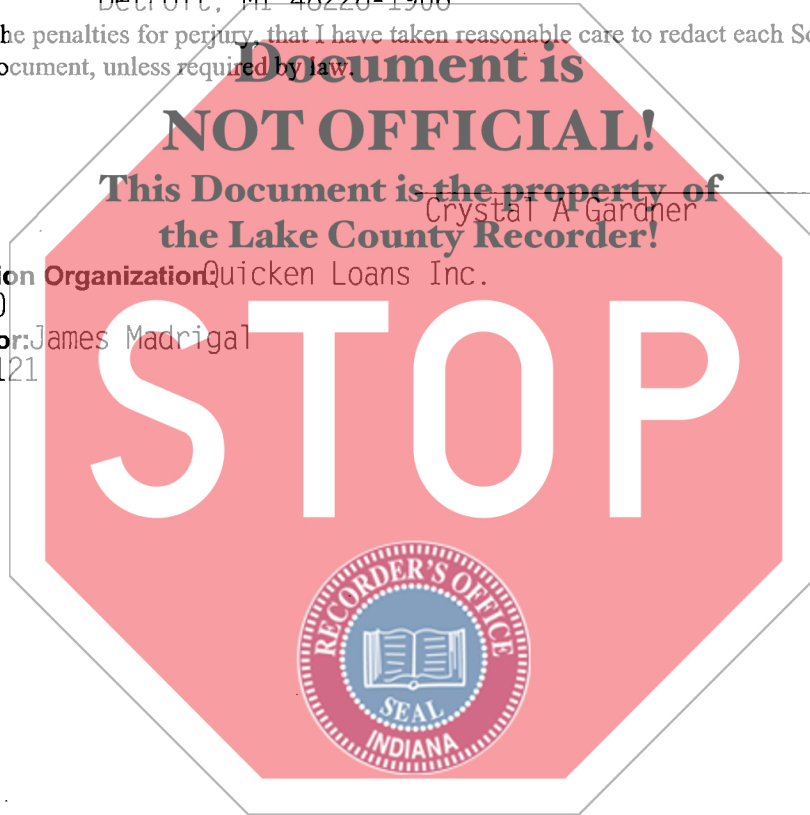 Detroit, MI 48226-1906
he penalties for perjury, that I have taken reasonable care to redact each
ocument, unless required by law.
Document is
NOT OFFICIAL!
This Document is the property of
Crystal A Gardner
the Lake County Recorder!
ion Organization: Quicken Loans Inc.
or: James Madrigal
121
STOP
RECORDER'S OFFICE
SEAL
INDIANA